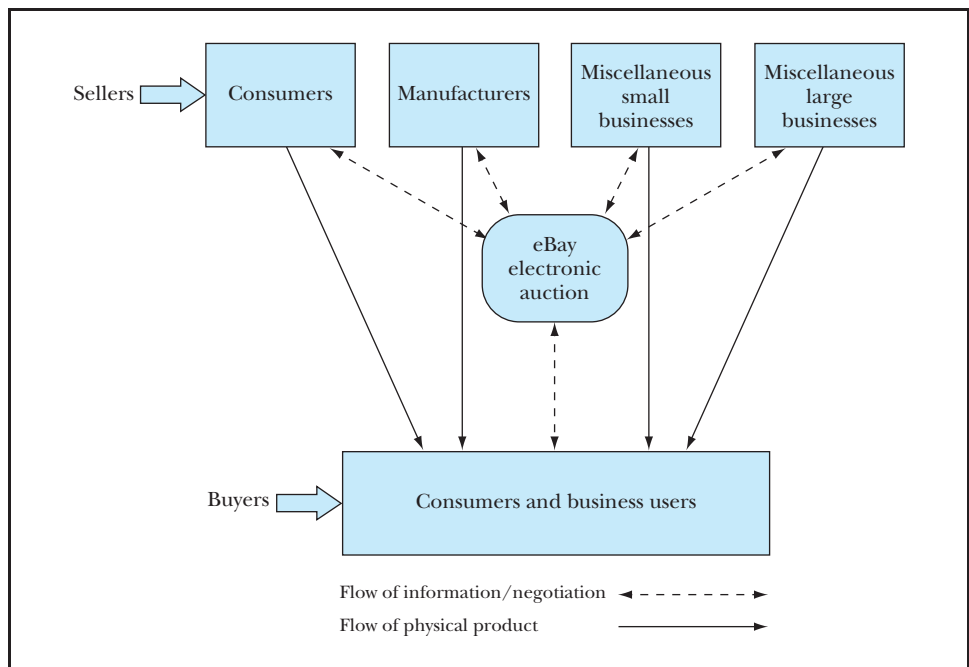 Sellers
Consumers
Manufacturers
Miscellaneous
small
businesses
Miscellaneous
large
businesses
eBay
electronic
auction
Buyers
Consumers and business users
Flow of information/negotiation
Flow of physical product